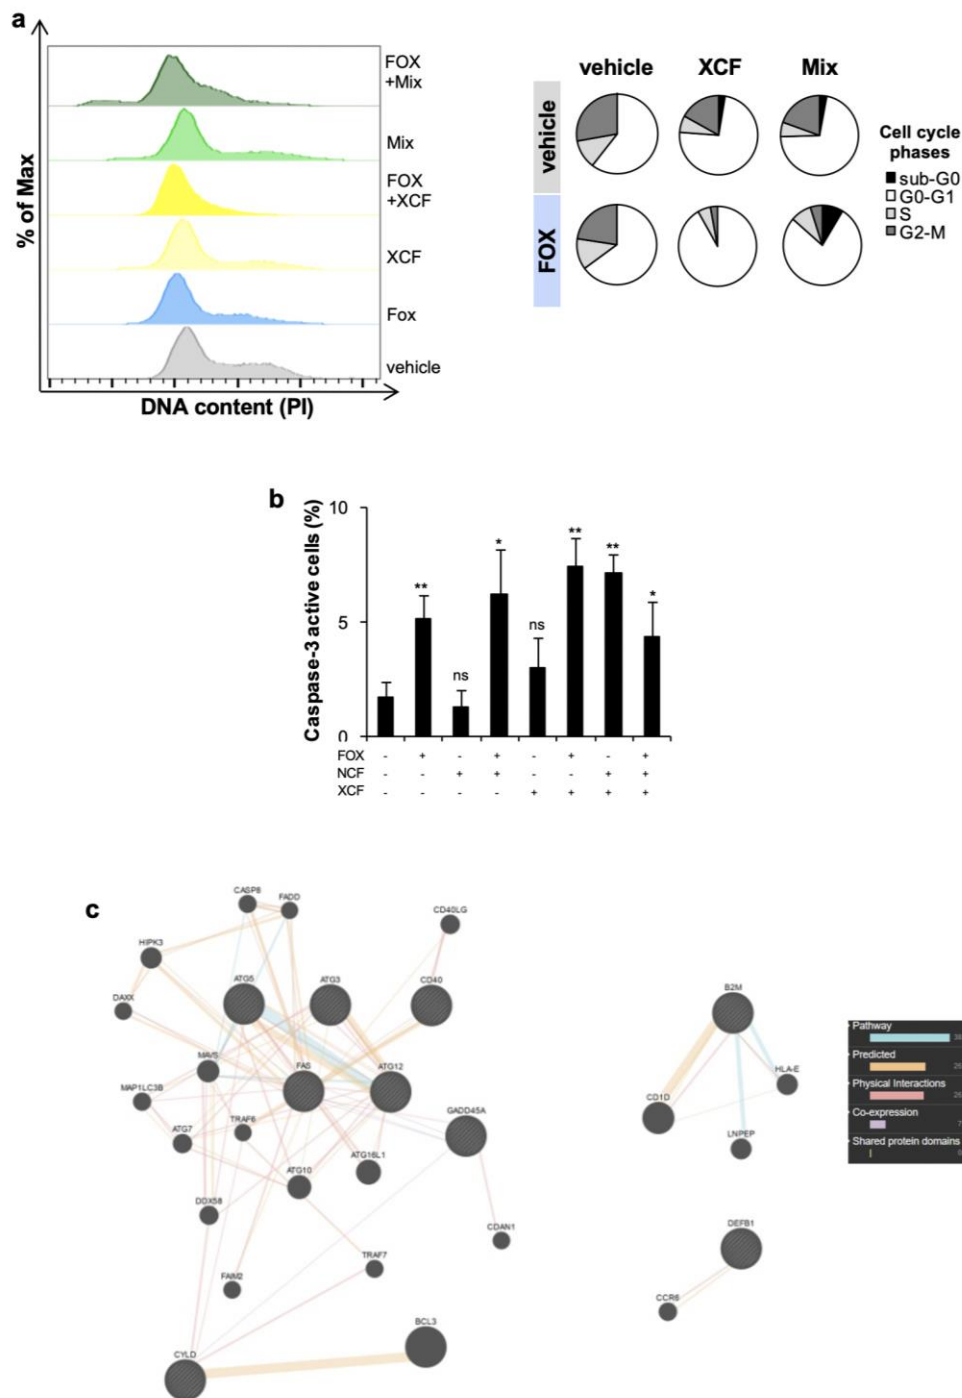 a
% of Max
FOX
+Mix
Mix
FOX
+XCF
XCF
Fox
vehicle
DNA content (PI)
vehicle XCF Mix
vehicle
FOX
Cell cycle
phases
sub-G0
G0-G1
S
G2-M
b
Caspase-3 active cells (%)
10
5
0
** ns * ns ** ** *
FOX - + - + - + - +
NCF - - + + - - + +
XCF - - - - + + + +
c
CASP8
FADD
CD40LG
HIPK3
ATG5
ATG3
CD40
DAXX
MAVS
FAS
ATG12
MAP1LC3B
TRAF6
GADD45A
ATG7
ATG16L1
ATG10
DDX58
CDAN1
TRAF7
FAIM2
BCL3
CYLD
B2M
HLA-E
CD1D
LNPEP
DEFB1
CCR6
Pathway
Predicted
Physical Interactions
Co-expression
Shared protein domains